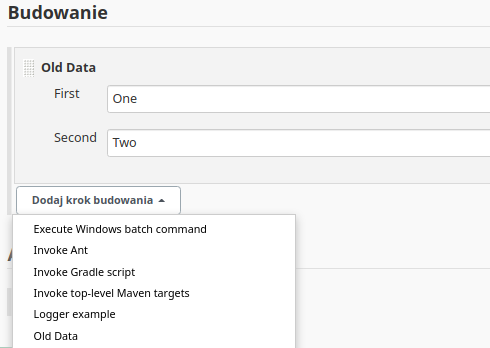 Budowanie
Old Data
First
One
Second
Two
Dodaj krok budowania
Execute Windows batch command
Invoke Ant
Invoke Gradle script
Invoke top-level Maven targets
Logger example
Old Data